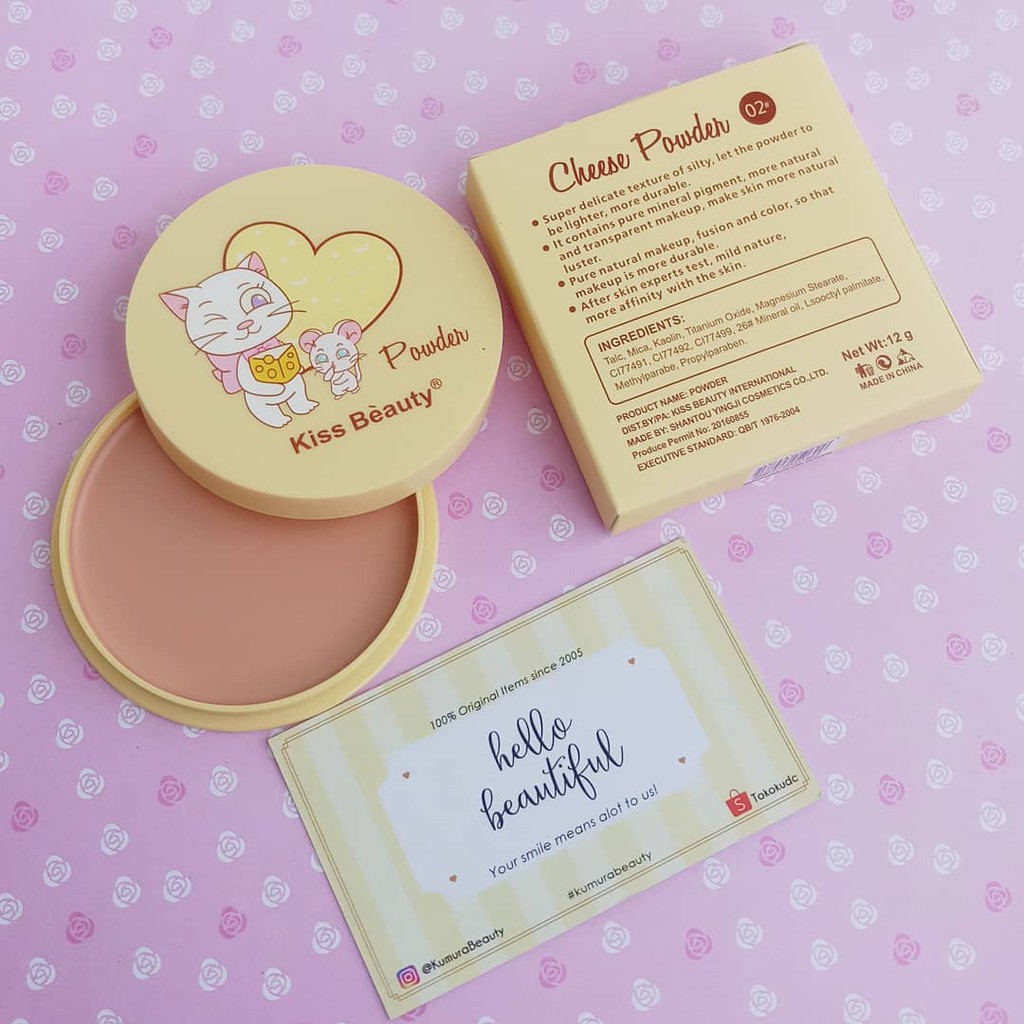 Powder
Kiss Bèauty®
Cheese Powder 02#
• Super delicate texture of silty, let the powder to
be lighter, more durable.
• It contains pure mineral pigment, more natural
and transparent makeup, make skin more natural
luster.
• Pure natural makeup, fusion and color, so that
makeup is more durable.
• After skin experts test, mild nature,
more affinity with the skin.
INGREDIENTS:
Talc, Mica, Kaolin, Titanium Oxide, Magnesium Stearate,
CI77491, CI77492, CI77499, 26# Mineral oil, Lsooctyl palmitate,
Methylparabe, Propylparaben.
Net Wt:12 g
MADE IN CHINA
PRODUCT NAME: POWDER
DIST.BY/PA: KISS BEAUTY INTERNATIONAL
MADE BY: SHANTOU YINGJI COSMETICS CO.,LTD.
Produce Permit No: 20160855
EXECUTIVE STANDARD: QB/T 1976-2004
100% Original Items since 2005
hello
beautiful
Your smile means alot to us!
S Tokokudc
#kumurabeauty
@KumuraBeauty